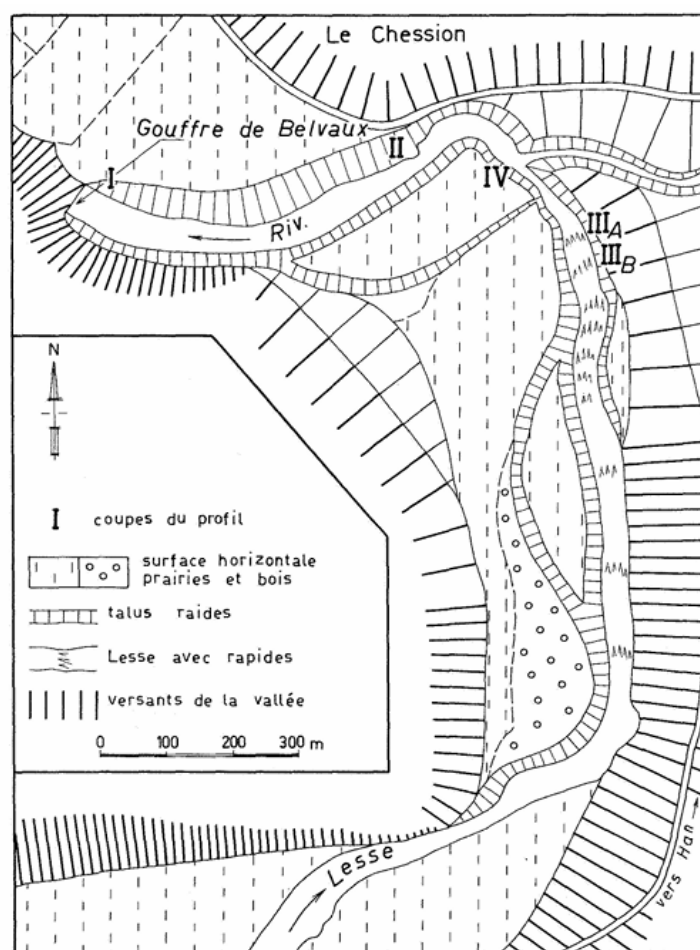 Le Chession
Gouffre de Belvaux
I
II
IV
Riv.
IIIA
IIIB
N
I coupes du profil
surface horizontale
prairies et bois
talus raides
Lesse avec rapides
versants de la vallée
0 100 200 300 m
Lesse
vers Han